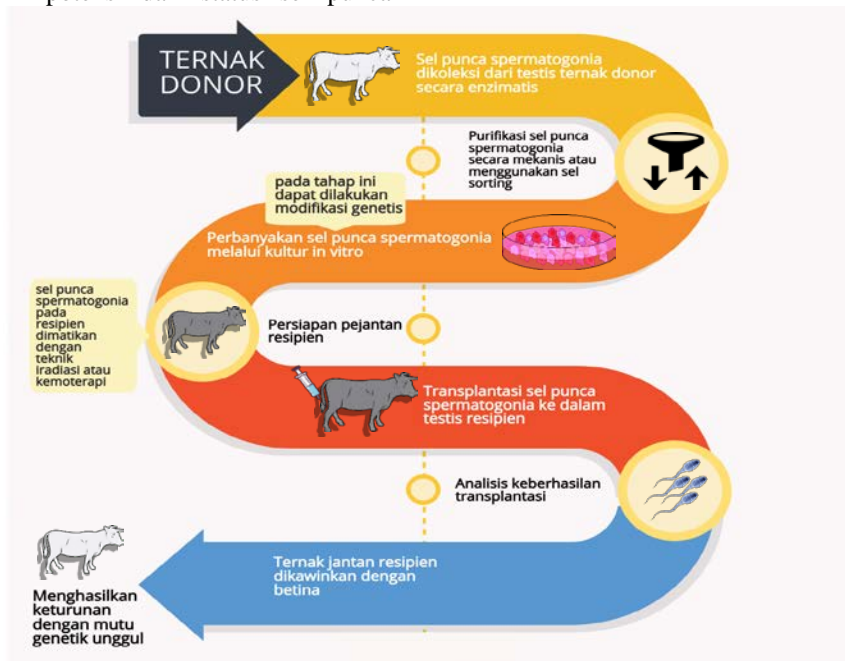 TERNAK
DONOR
Sel punca spermatogonia
dikoleksi dari testis ternak donor
secara enzimatis
Purifikasi sel punca
spermatogonia
secara mekanis atau
menggunakan sel
sorting
pada tahap ini
dapat dilakukan
modifikasi genetis
Perbanyakan sel punca spermatogonia
melalui kultur in vitro
sel punca
spermatogonia
pada
resipien
dimatikan
dengan
teknik
iradiasi atau
kemoterapi
Persiapan pejantan
resipien
Transplantasi sel punca
spermatogonia ke dalam
testis resipien
Analisis keberhasilan
transplantasi
Ternak jantan resipien
dikawinkan dengan
betina
Menghasilkan
keturunan
dengan mutu
genetik unggul